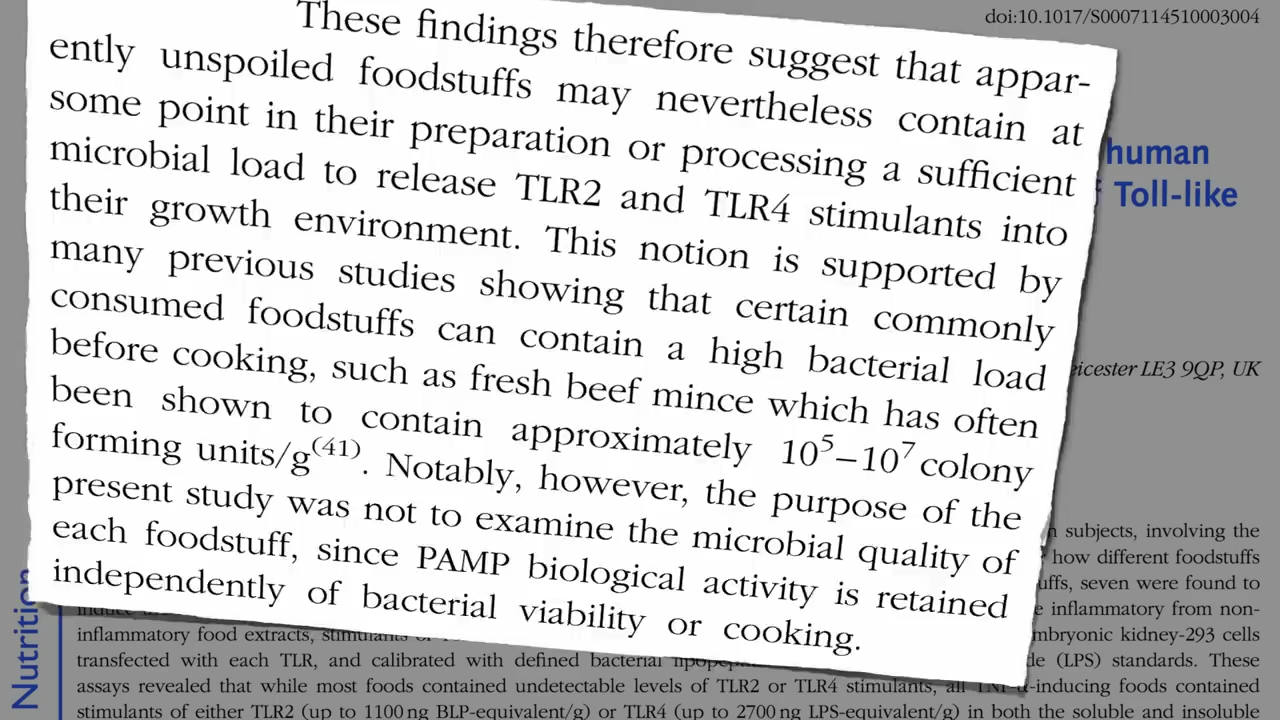 doi:10.1017/S0007114510003004
These findings therefore suggest that appar-
ently unspoiled foodstuffs may nevertheless contain at
some point in their preparation or processing a sufficient
microbial load to release TLR2 and TLR4 stimulants into
their growth environment. This notion is supported by
many previous studies showing that certain commonly
consumed foodstuffs can contain a high bacterial load
before cooking, such as fresh beef mince which has often
been shown to contain approximately 10⁵–10⁷ colony
forming units/g⁽⁴¹⁾. Notably, however, the purpose of the
present study was not to examine the microbial quality of
each foodstuff, since PAMP biological activity is retained
independently of bacterial viability or cooking.
human
Toll-like
eicester LE3 9QP, UK
subjects, involving the
how different foodstuffs
uffs, seven were found to
inflammatory from non-
inflammatory food extracts,
mbryonic kidney-293 cells
transfected with each TLR, and calibrated with defined bacterial
(LPS) standards. These
assays revealed that while most foods contained undetectable levels of TLR2 or TLR4 stimulants, all TNF-α-inducing foods contained
stimulants of either TLR2 (up to 1100 ng BLP-equivalent/g) or TLR4 (up to 2700 ng LPS-equivalent/g) in both the soluble and insoluble
Nutrition